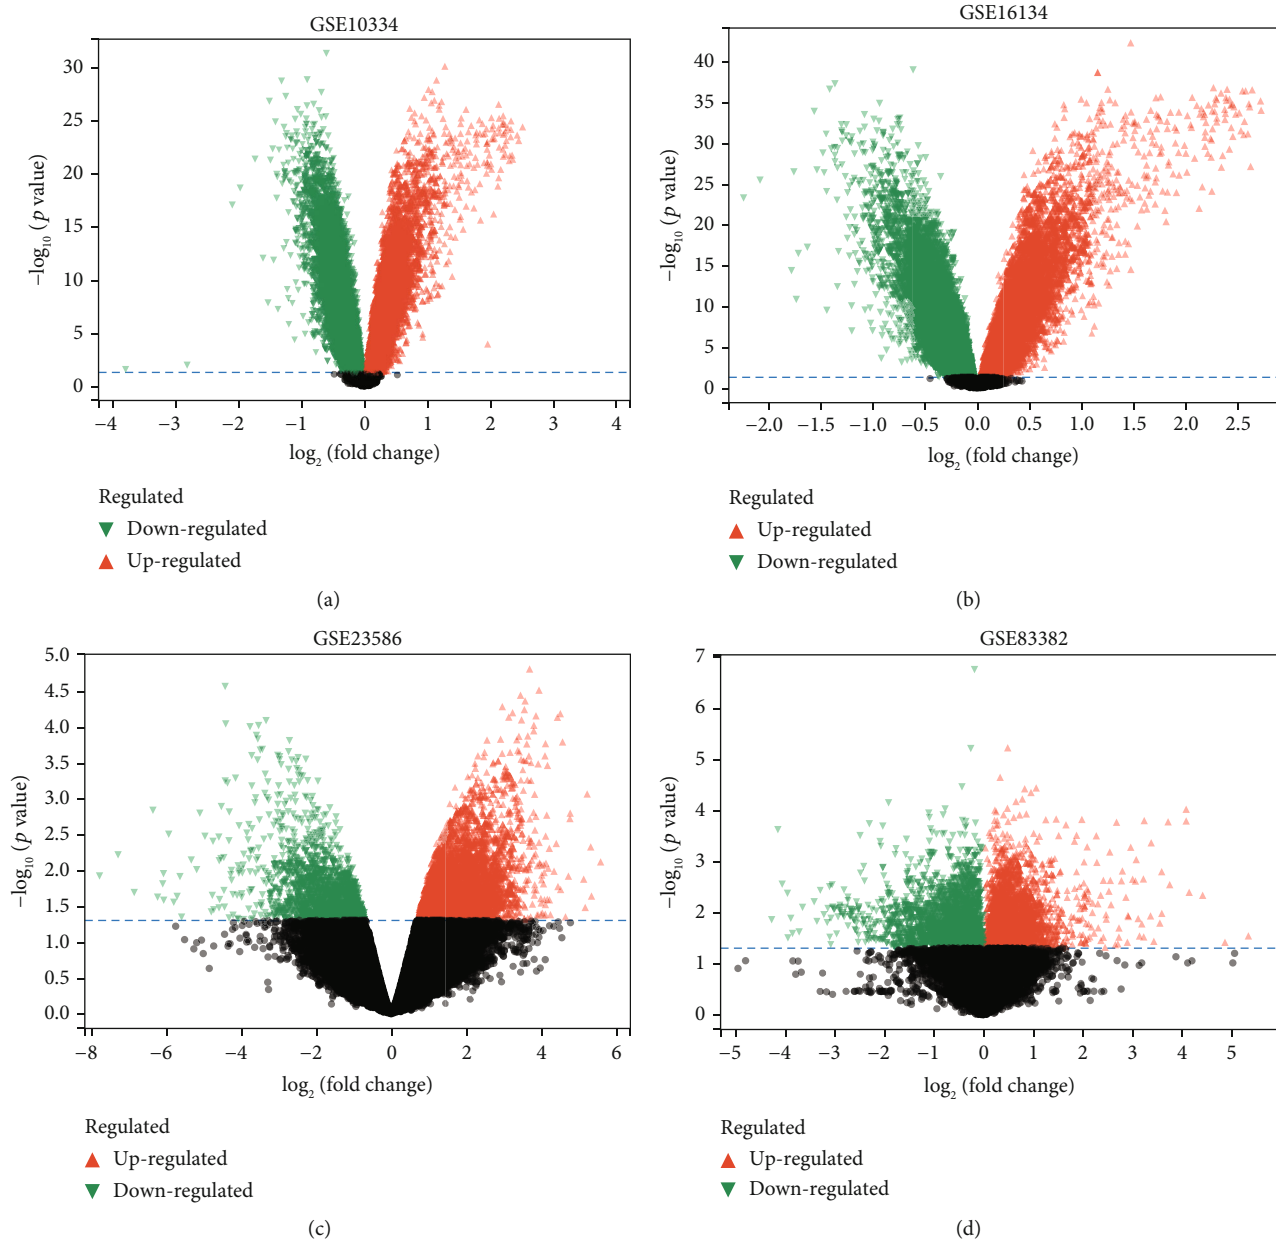 GSE10334
30
25
20
15
10
5
0
−log10 (p value)
−4 −3 −2 −1 0 1 2 3 4
log2 (fold change)
Regulated
Down-regulated
Up-regulated
(a)
GSE16134
40
35
30
25
20
15
10
5
0
−log10 (p value)
−2.0 −1.5 −1.0 −0.5 0.0 0.5 1.0 1.5 2.0 2.5
log2 (fold change)
Regulated
Up-regulated
Down-regulated
(b)
GSE23586
5.0
4.5
4.0
3.5
3.0
2.5
2.0
1.5
1.0
0.5
0.0
−log10 (p value)
−8 −6 −4 −2 0 2 4 6
log2 (fold change)
Regulated
Up-regulated
Down-regulated
(c)
GSE83382
7
6
5
4
3
2
1
0
−log10 (p value)
−5 −4 −3 −2 −1 0 1 2 3 4 5
log2 (fold change)
Regulated
Up-regulated
Down-regulated
(d)